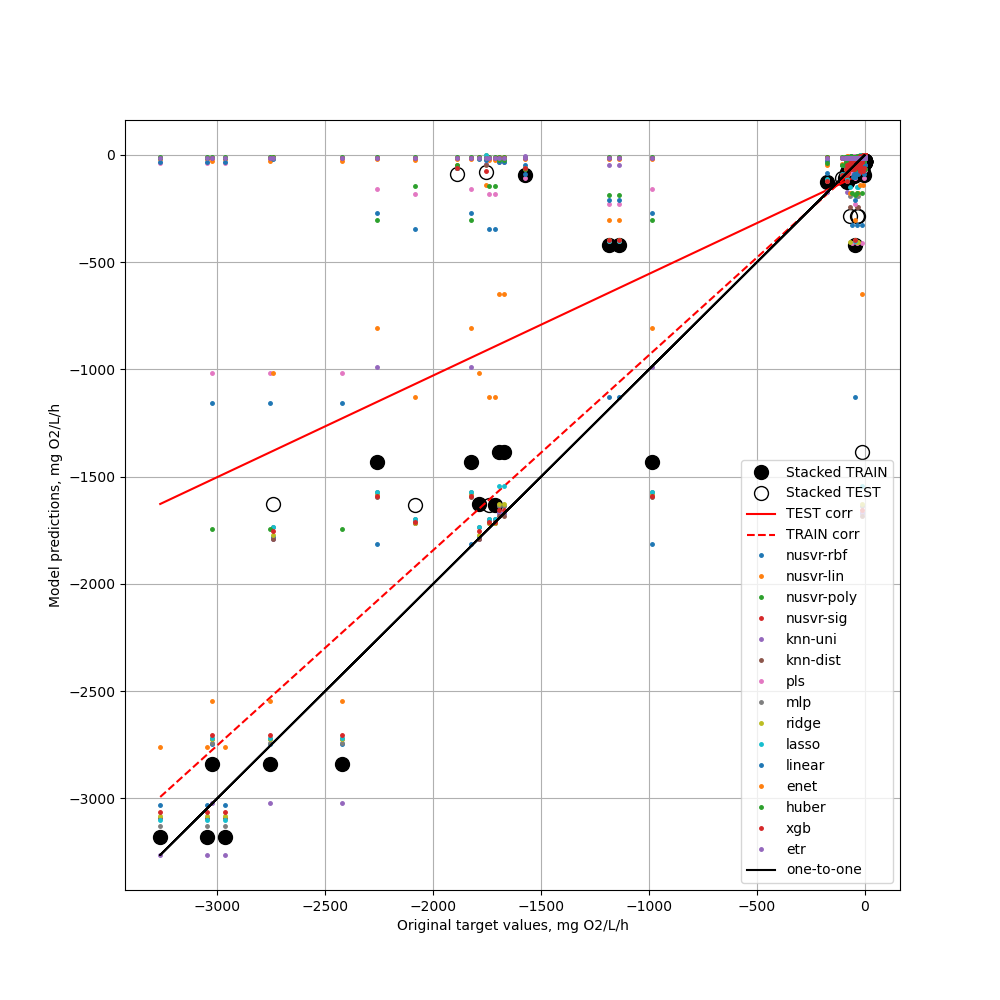 0
−500
−1000
−1500
−2000
−2500
−3000
Model predictions, mg O2/L/h
Stacked TRAIN
Stacked TEST
TEST corr
TRAIN corr
nusvr-rbf
nusvr-lin
nusvr-poly
nusvr-sig
knn-uni
knn-dist
pls
mlp
ridge
lasso
linear
enet
huber
xgb
etr
one-to-one
−3000 −2500 −2000 −1500 −1000 −500 0
Original target values, mg O2/L/h